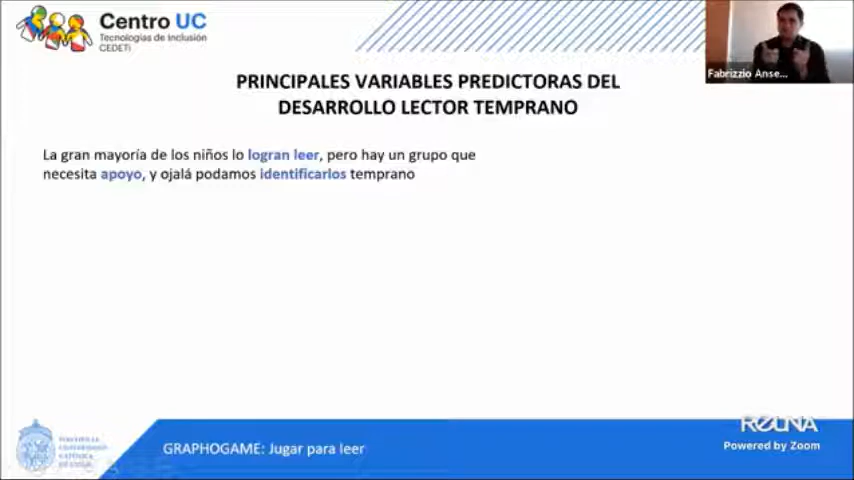 Centro UC
Tecnologías de Inclusión
CEDETi
Fabrizzio Anse...
PRINCIPALES VARIABLES PREDICTORAS DEL
DESARROLLO LECTOR TEMPRANO
La gran mayoría de los niños lo logran leer, pero hay un grupo que
necesita apoyo, y ojalá podamos identificarlos temprano
GRAPHOGAME: Jugar para leer
REUNA
Powered by Zoom